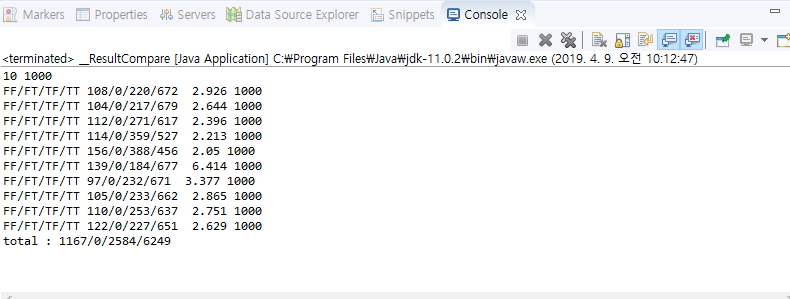 Markers Properties Servers Data Source Explorer Snippets Console
<terminated> __ResultCompare [Java Application] C:₩Program Files₩Java₩jdk-11.0.2₩bin₩javaw.exe (2019. 4. 9. 오전 10:12:47)
10 1000
FF/FT/TF/TT 108/0/220/672  2.926 1000
FF/FT/TF/TT 104/0/217/679  2.644 1000
FF/FT/TF/TT 112/0/271/617  2.396 1000
FF/FT/TF/TT 114/0/359/527  2.213 1000
FF/FT/TF/TT 156/0/388/456  2.05 1000
FF/FT/TF/TT 139/0/184/677  6.414 1000
FF/FT/TF/TT 97/0/232/671  3.377 1000
FF/FT/TF/TT 105/0/233/662  2.865 1000
FF/FT/TF/TT 110/0/253/637  2.751 1000
FF/FT/TF/TT 122/0/227/651  2.629 1000
total : 1167/0/2584/6249